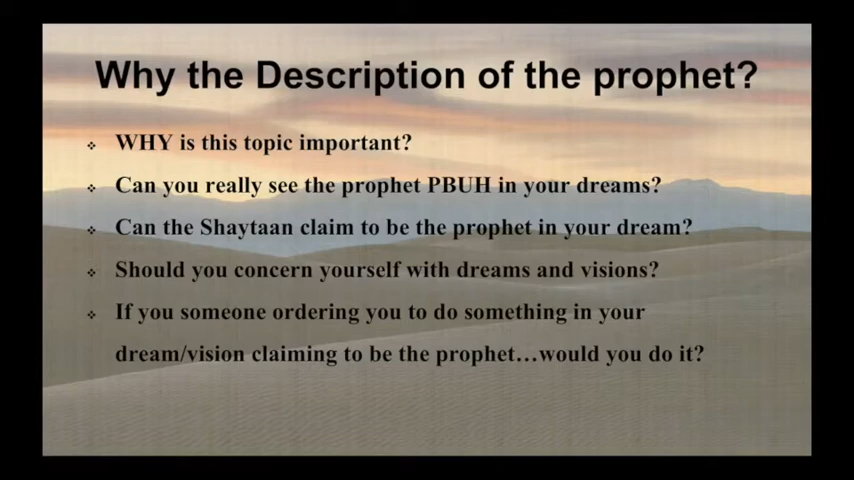 Why the Description of the prophet?
❖ WHY is this topic important?
❖ Can you really see the prophet PBUH in your dreams?
❖ Can the Shaytaan claim to be the prophet in your dream?
❖ Should you concern yourself with dreams and visions?
❖ If you someone ordering you to do something in your
dream/vision claiming to be the prophet...would you do it?